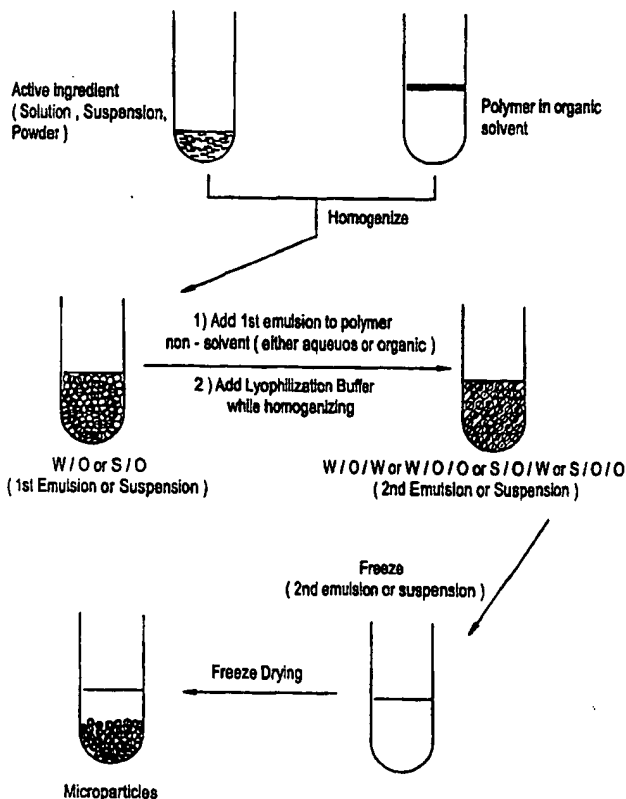 Active ingredient
( Solution , Suspension,
Powder )
Polymer in organic
solvent
Homogenize
1) Add 1st emulsion to polymer
non - solvent ( either aqueuos or organic )
2 ) Add Lyophilization Buffer
while homogenizing
W / O or S / O
( 1st Emulsion or Suspension )
W / O / W or W / O / O or S / O / W or S / O / O
( 2nd Emulsion or Suspension )
Freeze
( 2nd emulsion or suspension )
Freeze Drying
Microparticles